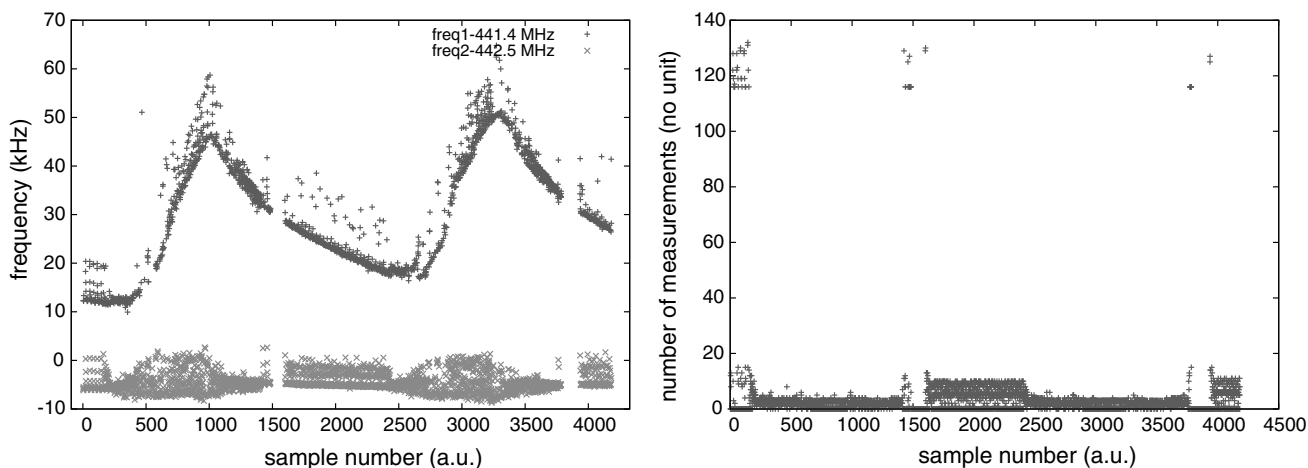 70
60
50
40
30
20
10
0
-10
0 500 1000 1500 2000 2500 3000 3500 4000
frequency (kHz)
sample number (a.u.)
freq1-441.4 MHz
freq2-442.5 MHz
140
120
100
80
60
40
20
0
0 500 1000 1500 2000 2500 3000 3500 4000 4500
number of measurements (no unit)
sample number (a.u.)